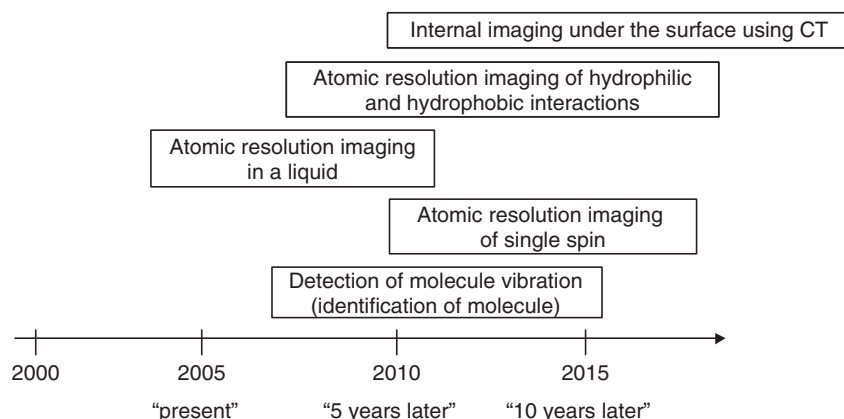 Internal imaging under the surface using CT
Atomic resolution imaging of hydrophilic
and hydrophobic interactions
Atomic resolution imaging
in a liquid
Atomic resolution imaging
of single spin
Detection of molecule vibration
(identification of molecule)
2000 2005 2010 2015
“present” “5 years later” “10 years later”